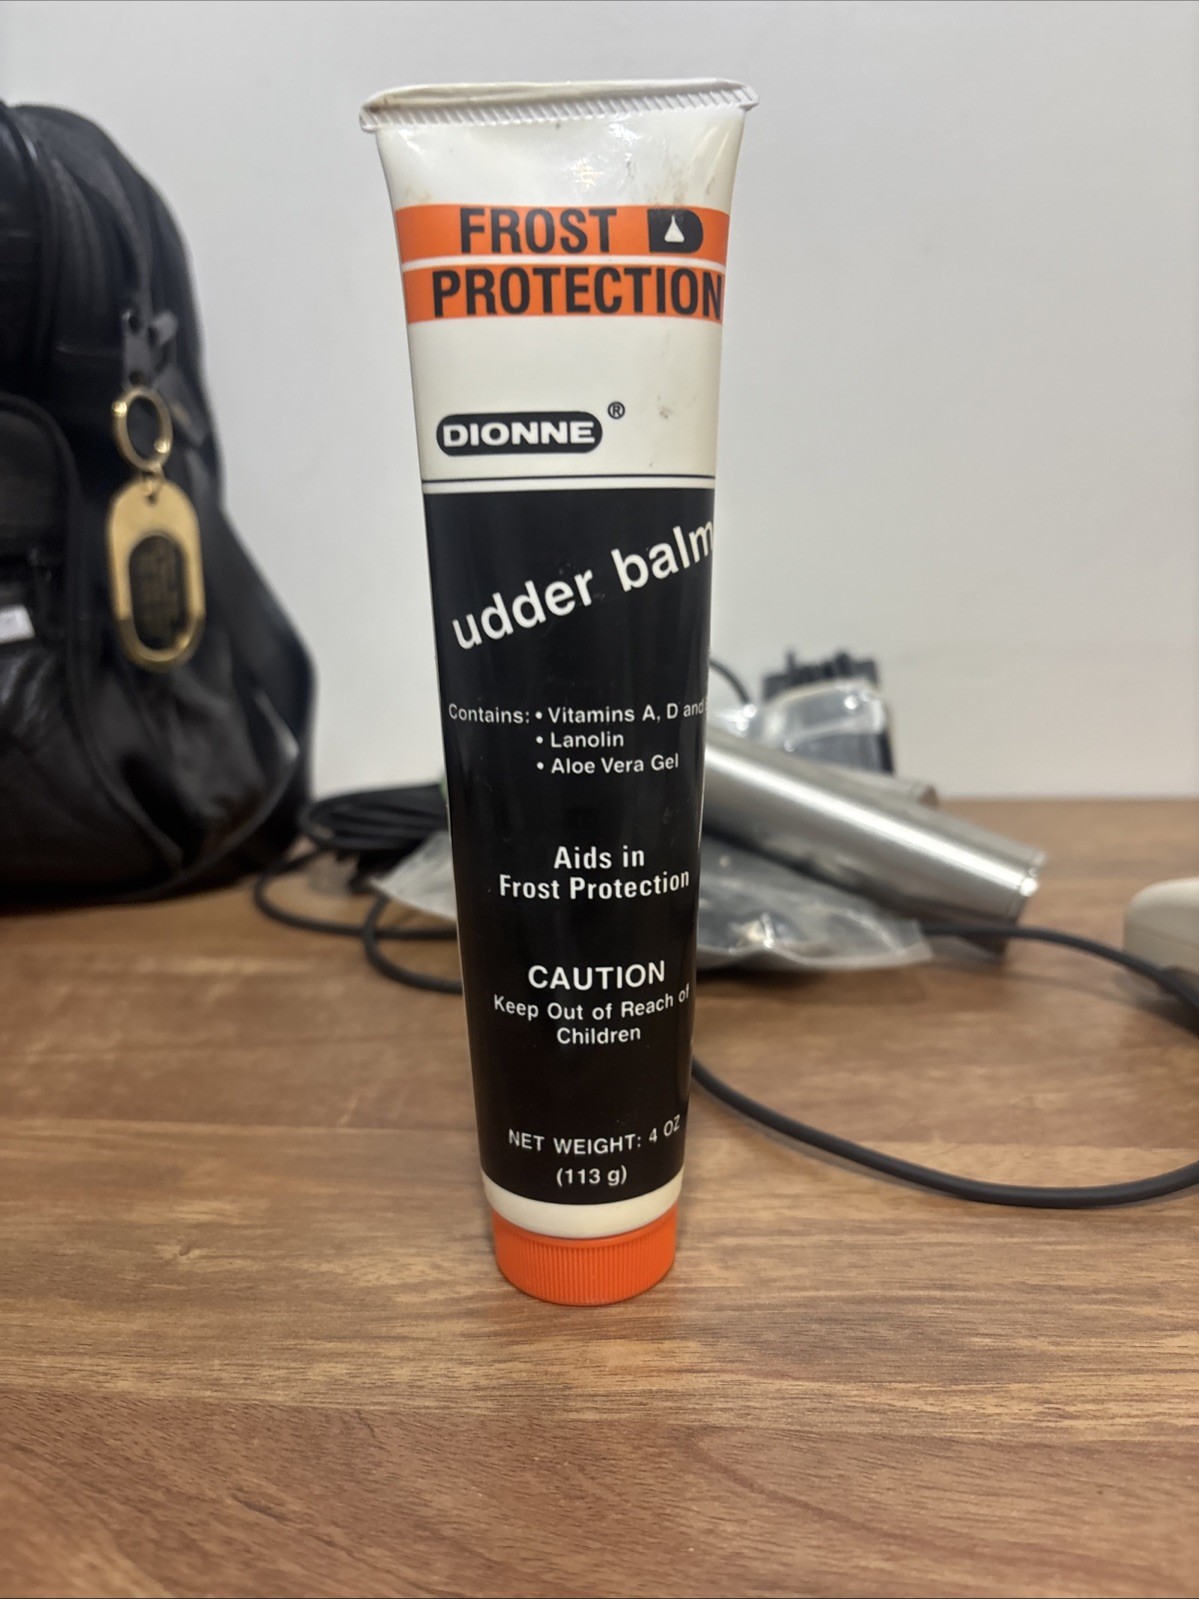 FROST D
PROTECTION
DIONNE ®
udder balm
Contains: • Vitamins A, D and
• Lanolin
• Aloe Vera Gel
Aids in
Frost Protection
CAUTION
Keep Out of Reach of
Children
NET WEIGHT: 4 OZ
(113 g)